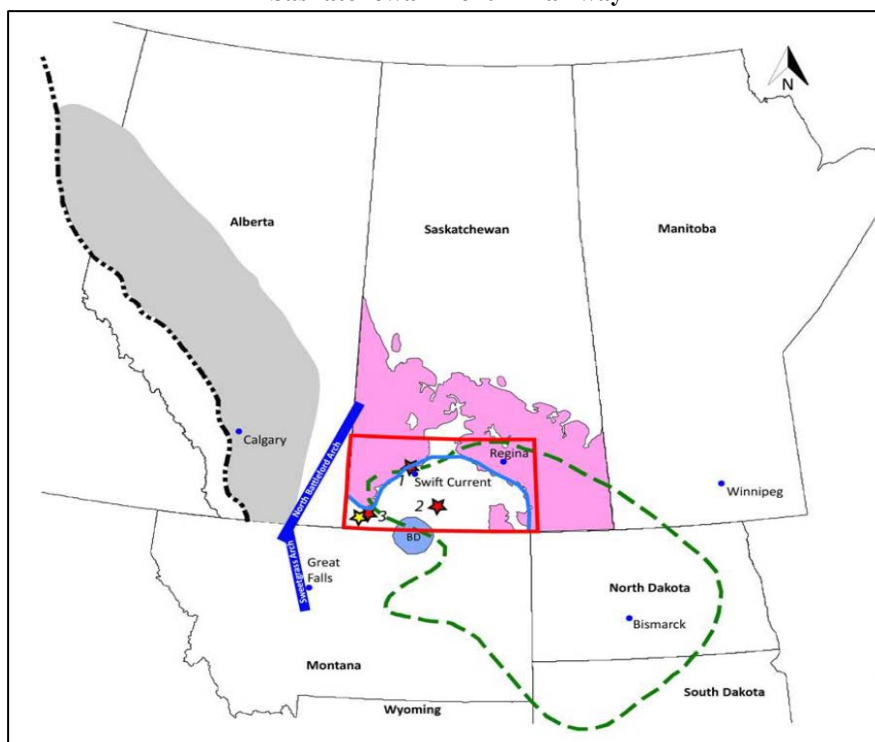 Alberta
Saskatchewan
Manitoba
N
Calgary
North Battleford Arch
Regina
1
Swift Current
2
3
Winnipeg
BD
Sweetgrass Arch
Great
Falls
North Dakota
Bismarck
Montana
South Dakota
Wyoming